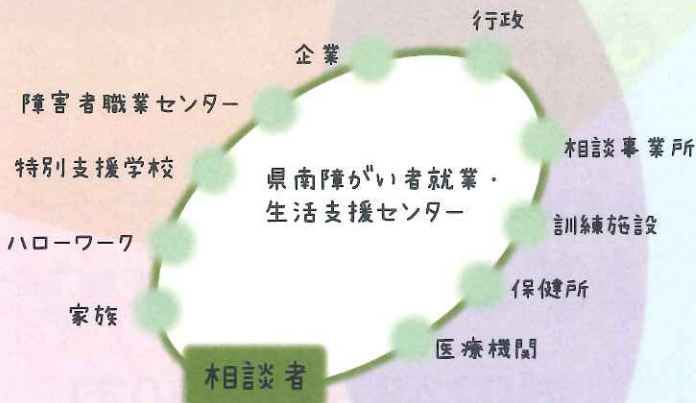 行政
企業
障害者職業センター
相談事業所
特別支援学校
県南障がい者就業・
生活支援センター
訓練施設
ハローワーク
保健所
家族
医療機関
相談者